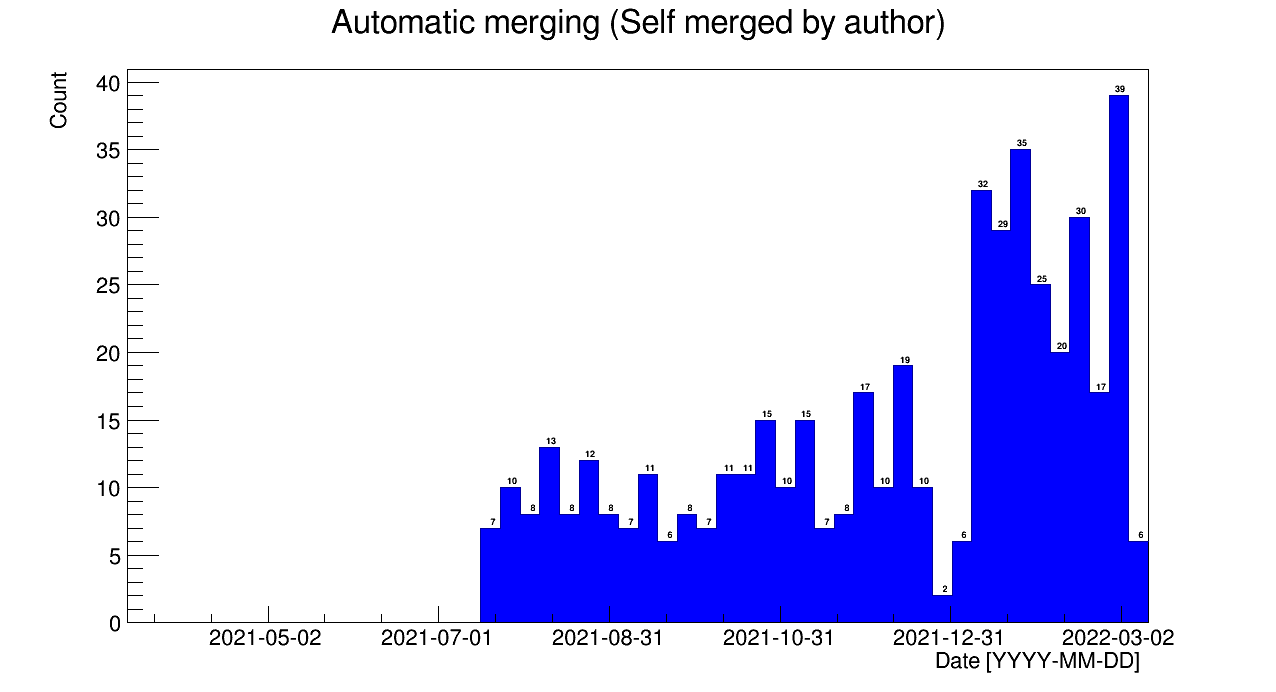 Automatic merging (Self merged by author)
Count
40
35
30
25
20
15
10
5
0
7 10 8 13 8 12 8 7 11 6 8 7 11 11 15 10 15 7 8 17 10 19 10 2 6 32 29 35 25 20 30 17 39 6
2021-05-02 2021-07-01 2021-08-31 2021-10-31 2021-12-31 2022-03-02
Date [YYYY-MM-DD]